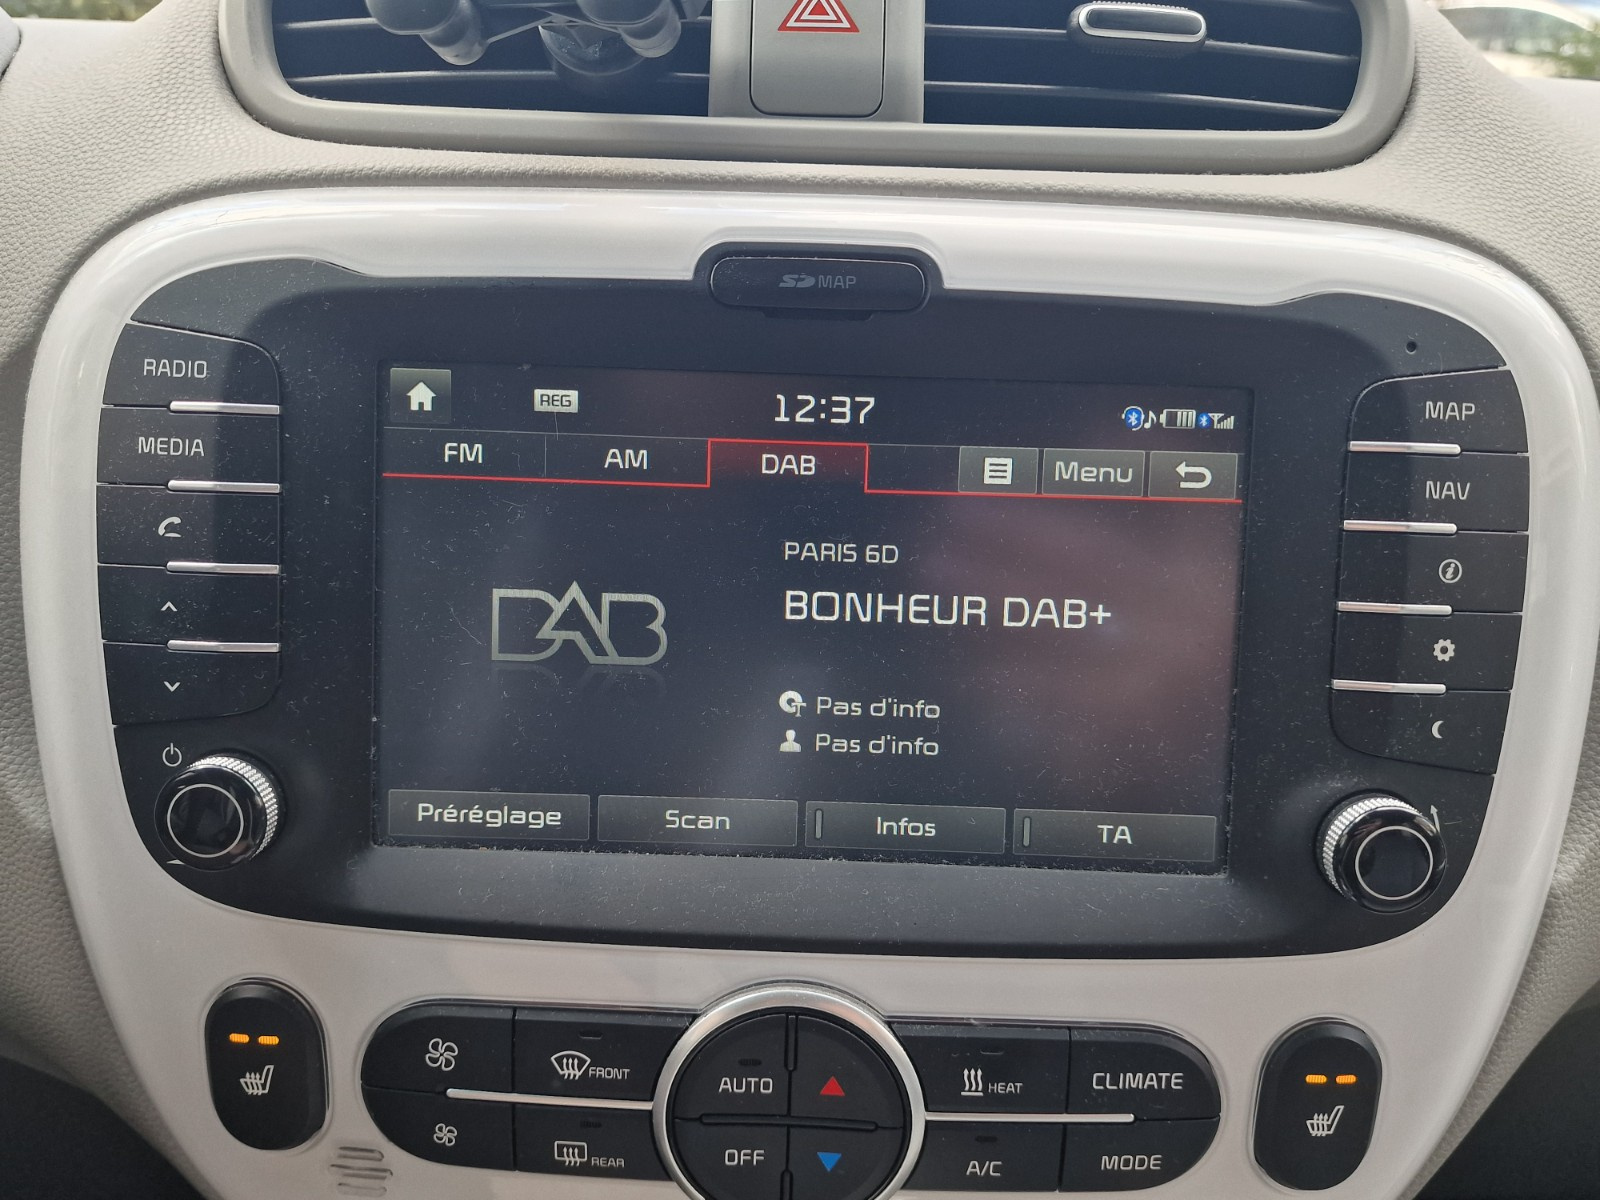 SD MAP
RADIO
MEDIA
MAP
NAV
REG
12:37
FM
AM
DAB
Menu
PARIS 6D
BONHEUR DAB+
DAB
Pas d'info
Pas d'info
Préréglage
Scan
Infos
TA
FRONT
AUTO
HEAT
CLIMATE
REAR
OFF
A/C
MODE